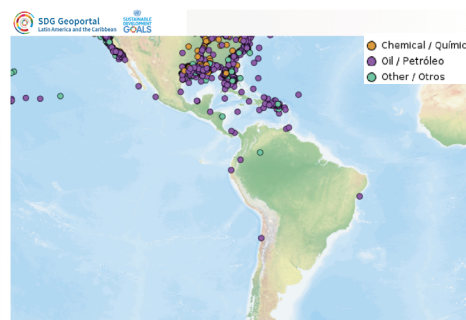 SDG Geoportal
Latin America and the Caribbean
SUSTAINABLE
DEVELOPMENT
GOALS
Chemical / Químic
Oil / Petróleo
Other / Otros